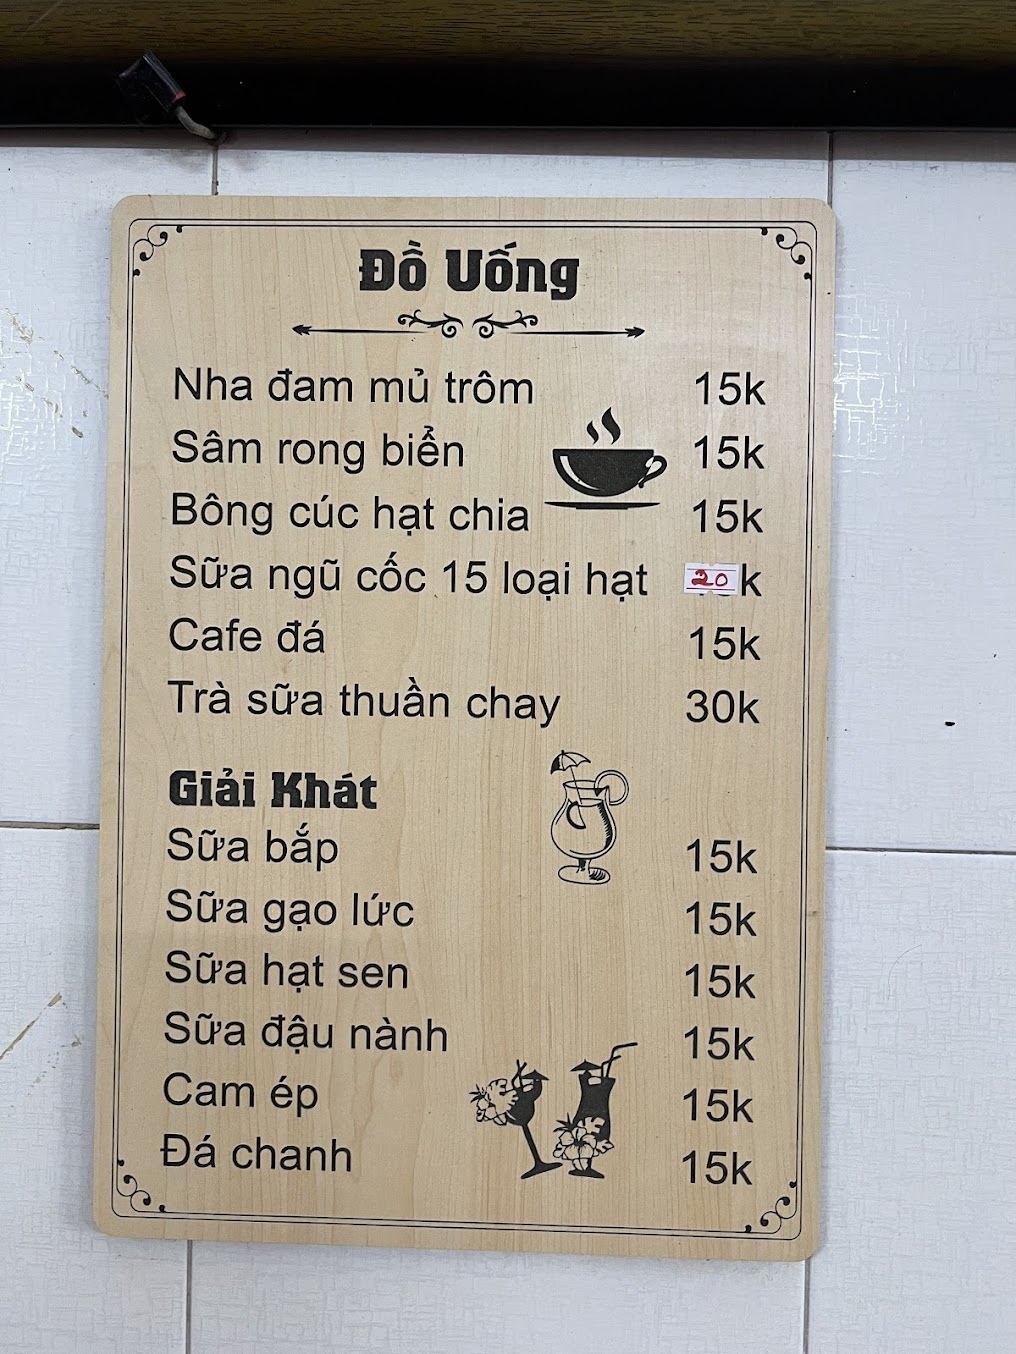 Đồ Uống
Nha đam mủ trôm 15k
Sâm rong biển 15k
Bông cúc hạt chia 15k
Sữa ngũ cốc 15 loại hạt 20k
Cafe đá 15k
Trà sữa thuần chay 30k
Giải Khát
Sữa bắp 15k
Sữa gạo lức 15k
Sữa hạt sen 15k
Sữa đậu nành 15k
Cam ép 15k
Đá chanh 15k